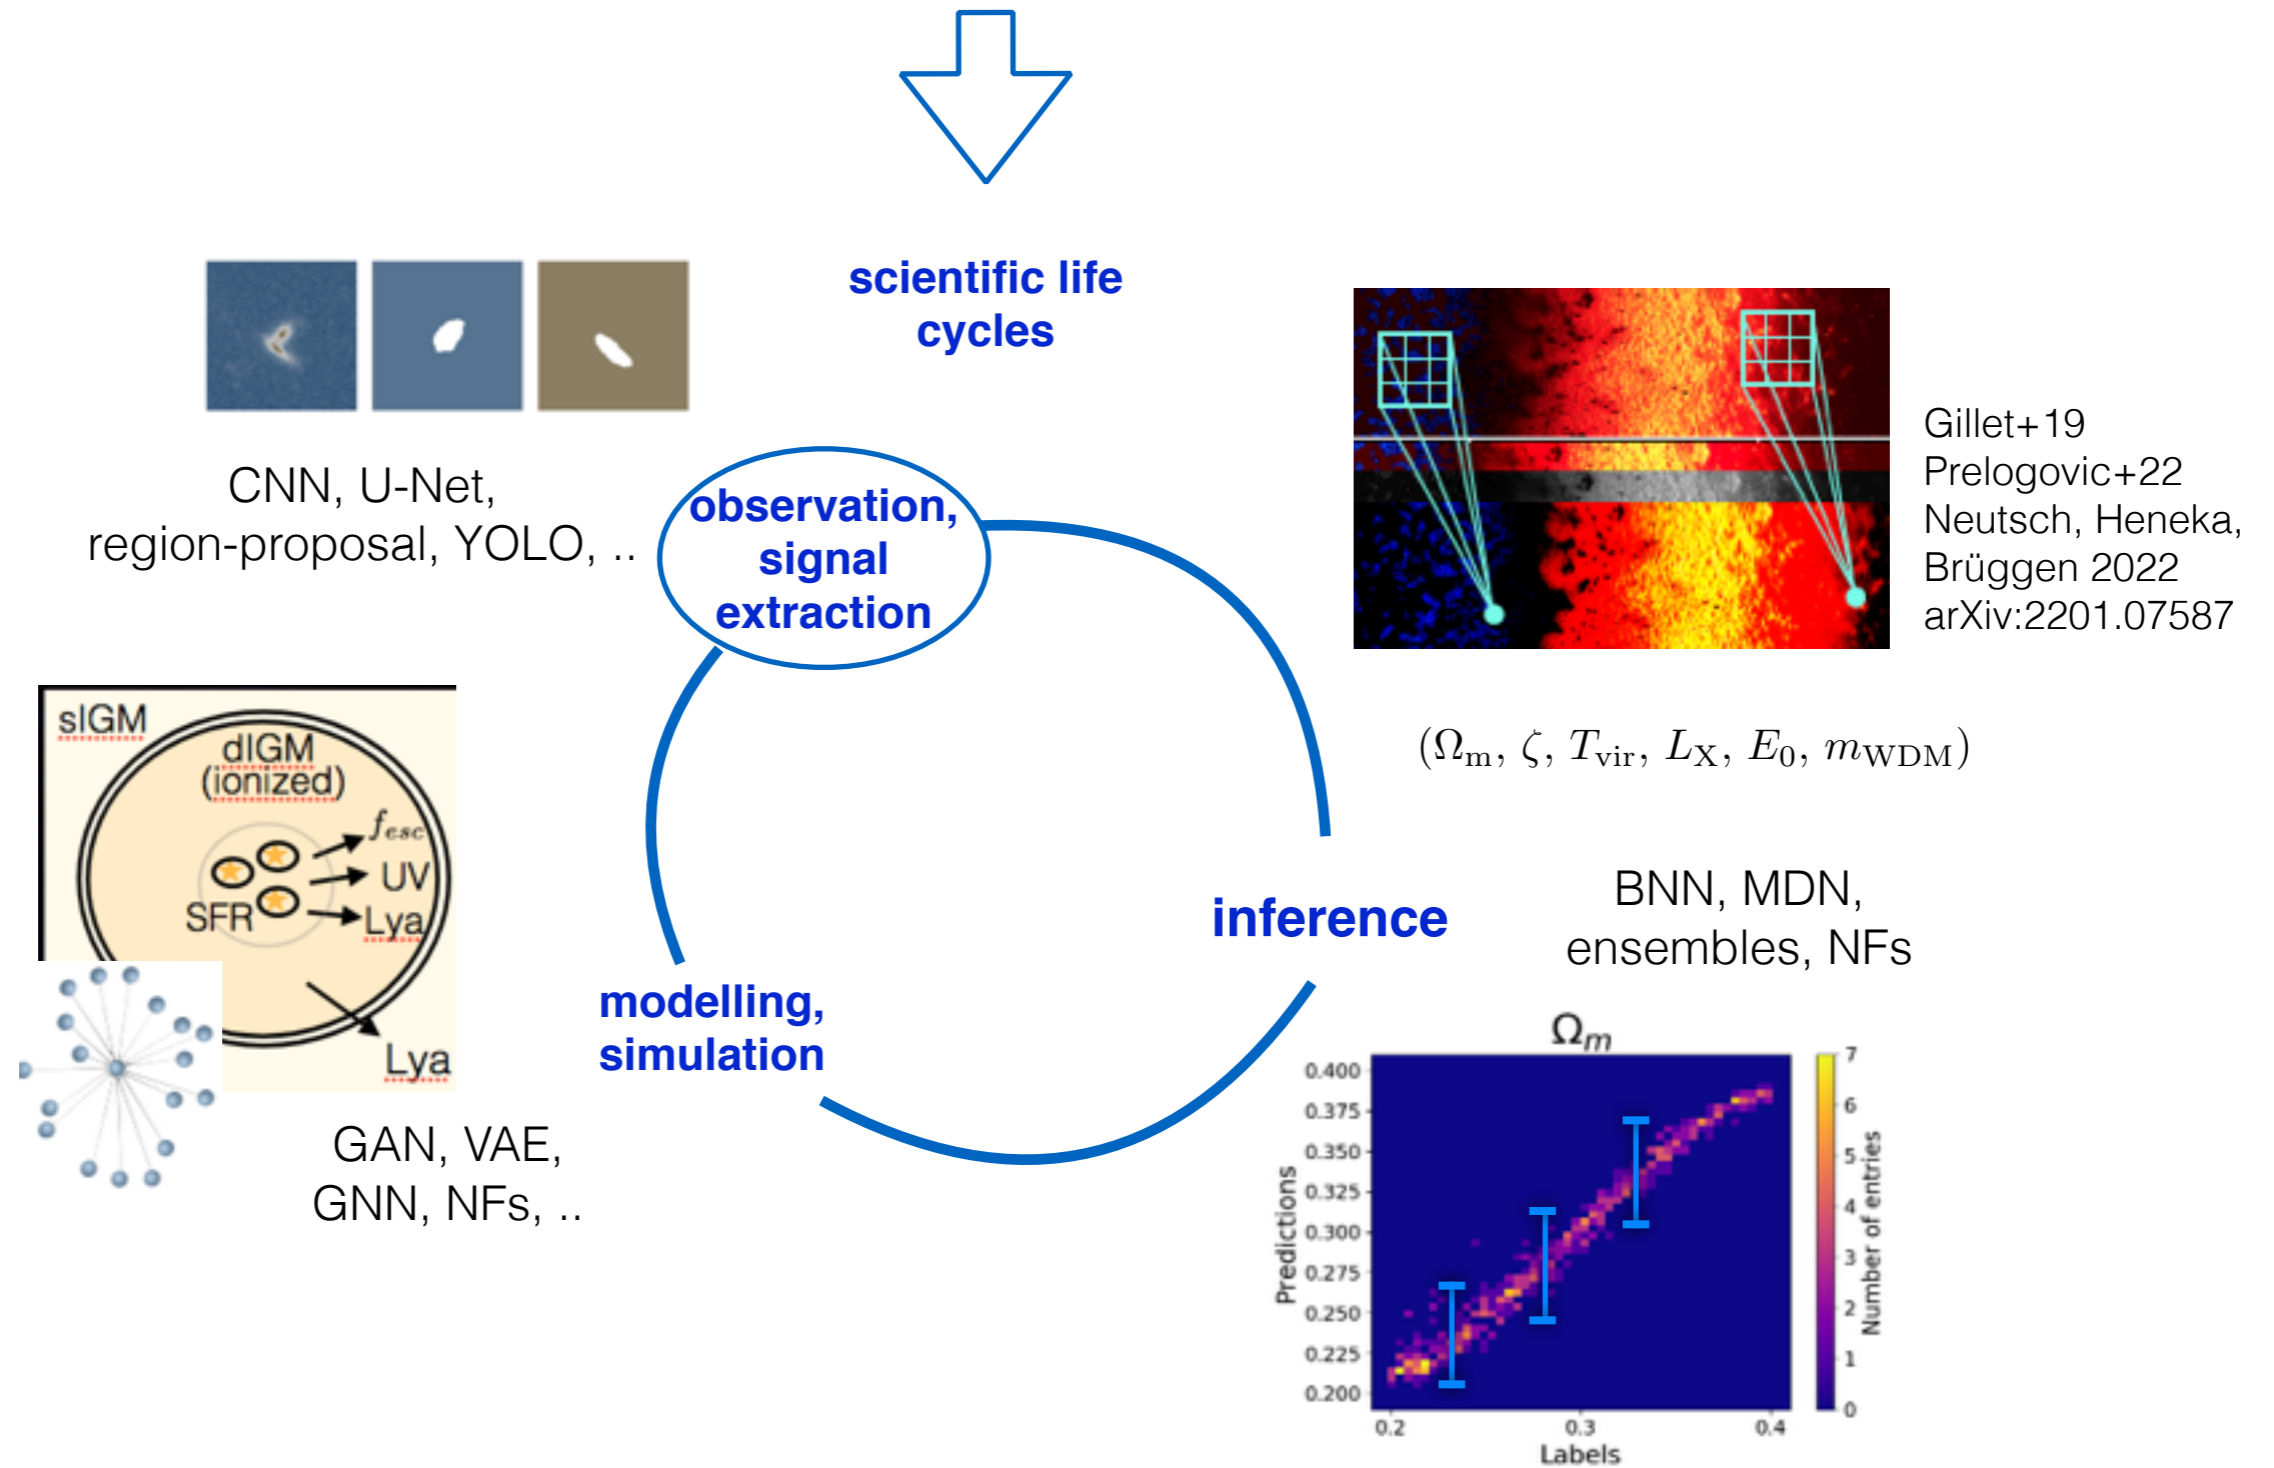 scientific life
cycles
CNN, U-Net,
region-proposal, YOLO, ..
observation,
signal
extraction
Gillet+19
Prelogovic+22
Neutsch, Heneka,
Brüggen 2022
arXiv:2201.07587
(Ωm, ζ, Tvir, LX, E0, mWDM)
sIGM
dIGM
(ionized)
fesc
UV
SFR
Lya
Lya
inference
BNN, MDN,
ensembles, NFs
modelling,
simulation
GAN, VAE,
GNN, NFs, ..
Ωm
Predictions
0.400
0.375
0.350
0.325
0.300
0.275
0.250
0.225
0.200
0.2
0.3
0.4
Labels
7
6
5
4
3
2
1
0
Number of entries